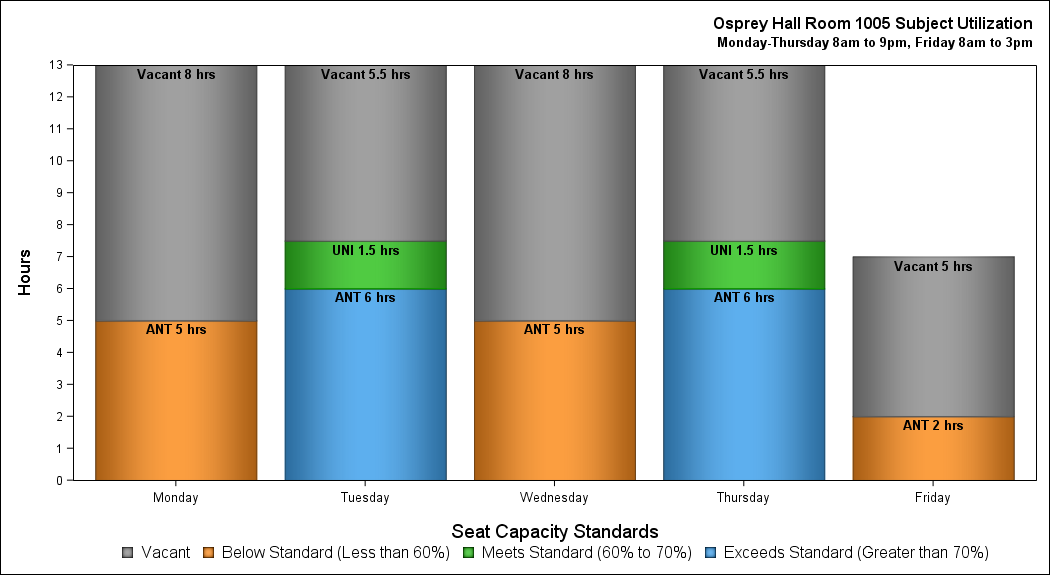 Osprey Hall Room 1005 Subject Utilization
Monday-Thursday 8am to 9pm, Friday 8am to 3pm
Hours
13
12
11
10
9
8
7
6
5
4
3
2
1
0
Vacant 8 hrs
ANT 5 hrs
Vacant 5.5 hrs
UNI 1.5 hrs
ANT 6 hrs
Vacant 8 hrs
ANT 5 hrs
Vacant 5.5 hrs
UNI 1.5 hrs
ANT 6 hrs
Vacant 5 hrs
ANT 2 hrs
Monday Tuesday Wednesday Thursday Friday
Seat Capacity Standards
Vacant Below Standard (Less than 60%) Meets Standard (60% to 70%) Exceeds Standard (Greater than 70%)